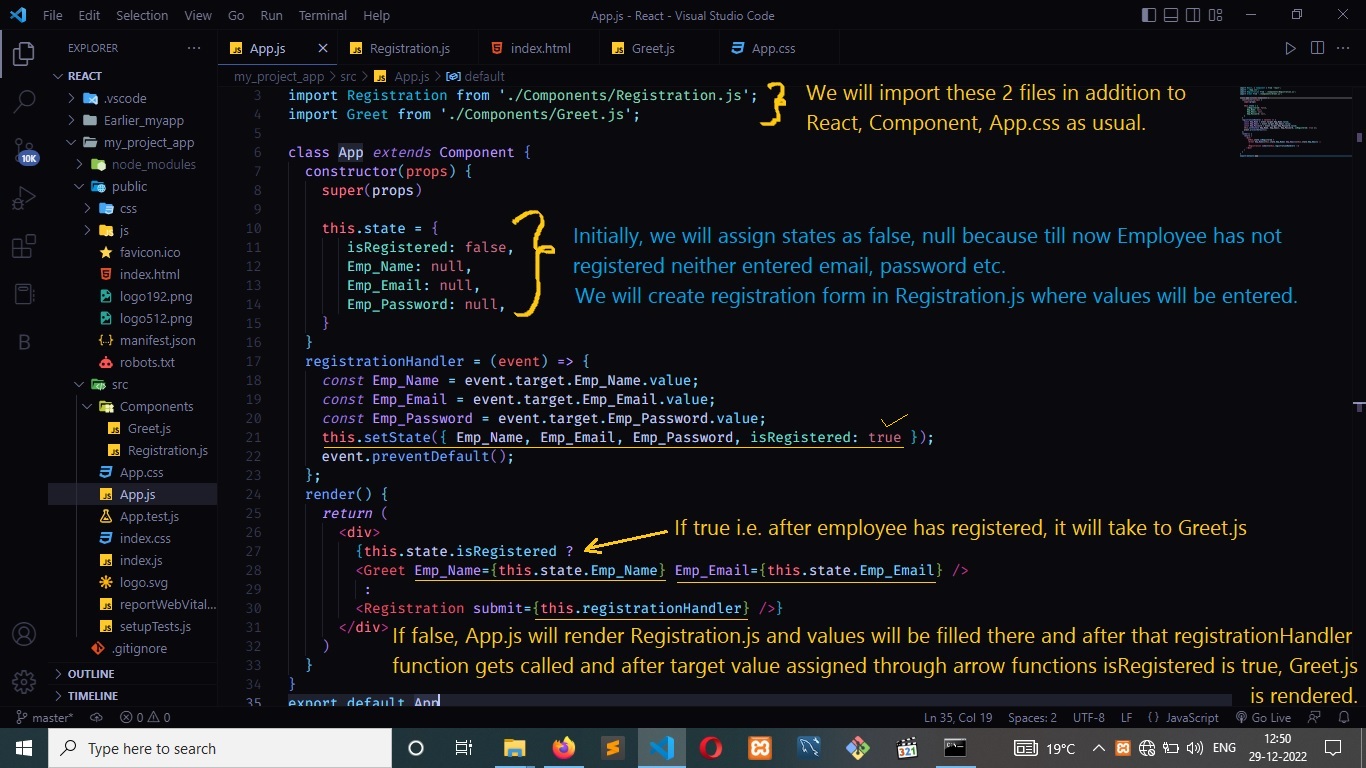 File Edit Selection View Go Run Terminal Help
App.js - React - Visual Studio Code
EXPLORER
App.js Registration.js index.html Greet.js App.css
REACT
.vscode
Earlier_myapp
my_project_app
node_modules
public
css
js
favicon.ico
index.html
logo192.png
logo512.png
manifest.json
robots.txt
src
Components
Greet.js
Registration.js
App.css
App.js
App.test.js
index.css
index.js
logo.svg
reportWebVital...
setupTests.js
.gitignore
OUTLINE
TIMELINE
10K
my_project_app > src > App.js > default
3 import Registration from './Components/Registration.js';
4 import Greet from './Components/Greet.js';
5
6 class App extends Component {
7 constructor(props) {
8 super(props)
9
10 this.state = {
11 isRegistered: false,
12 Emp_Name: null,
13 Emp_Email: null,
14 Emp_Password: null,
15 }
16 }
17 registrationHandler = (event) => {
18 const Emp_Name = event.target.Emp_Name.value;
19 const Emp_Email = event.target.Emp_Email.value;
20 const Emp_Password = event.target.Emp_Password.value;
21 this.setState({ Emp_Name, Emp_Email, Emp_Password, isRegistered: true });
22 event.preventDefault();
23 };
24 render() {
25 return (
26 <div>
27 {this.state.isRegistered ?
28 <Greet Emp_Name={this.state.Emp_Name} Emp_Email={this.state.Emp_Email} />
29 :
30 <Registration submit={this.registrationHandler} />}
31 </div>
32 )
33 }
34 }
35 export default App
We will import these 2 files in addition to
React, Component, App.css as usual.
Initially, we will assign states as false, null because till now Employee has not
registered neither entered email, password etc.
We will create registration form in Registration.js where values will be entered.
If true i.e. after employee has registered, it will take to Greet.js
If false, App.js will render Registration.js and values will be filled there and after that registrationHandler
function gets called and after target value assigned through arrow functions isRegistered is true, Greet.js
is rendered.
master* 0 0 Ln 35, Col 19 Spaces: 2 UTF-8 LF {} JavaScript Go Live
Type here to search
321
19°C ENG
12:50
29-12-2022